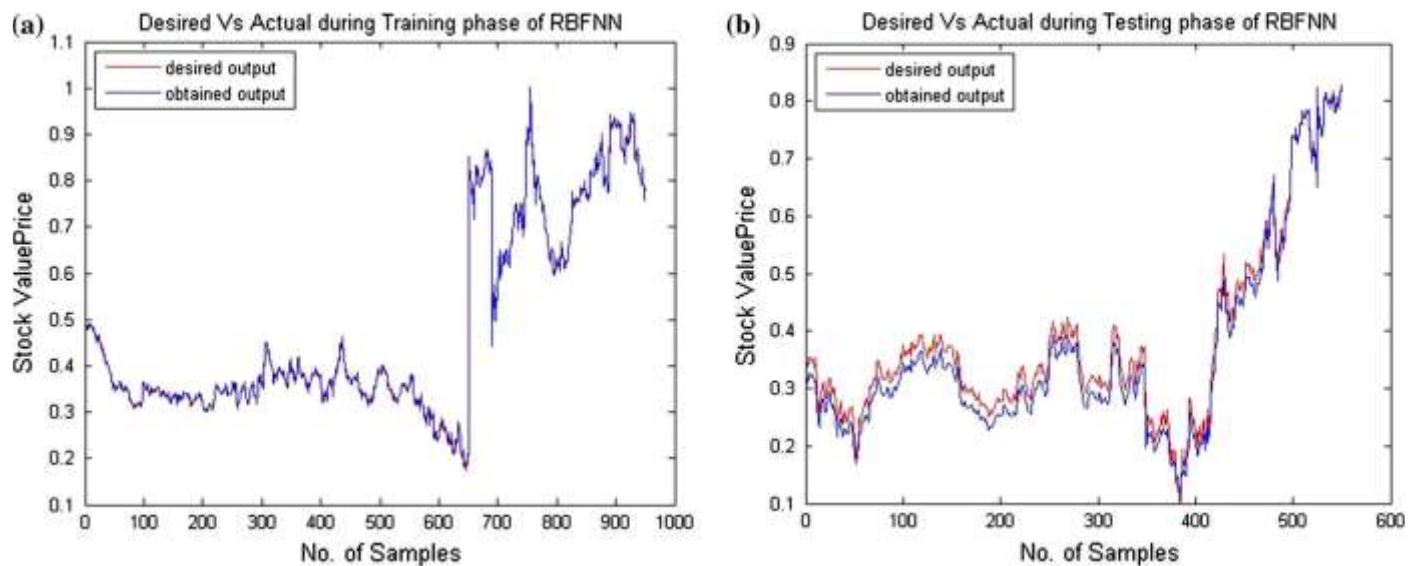 (a)
Desired Vs Actual during Training phase of RBFNN
1.1
1
0.9
0.8
0.7
0.6
0.5
0.4
0.3
0.2
0.1
desired output
obtained output
Stock ValuePrice
0 100 200 300 400 500 600 700 800 900 1000
No. of Samples
(b)
Desired Vs Actual during Testing phase of RBFNN
0.9
0.8
0.7
0.6
0.5
0.4
0.3
0.2
0.1
desired output
obtained output
Stock ValuePrice
0 100 200 300 400 500 600
No. of Samples